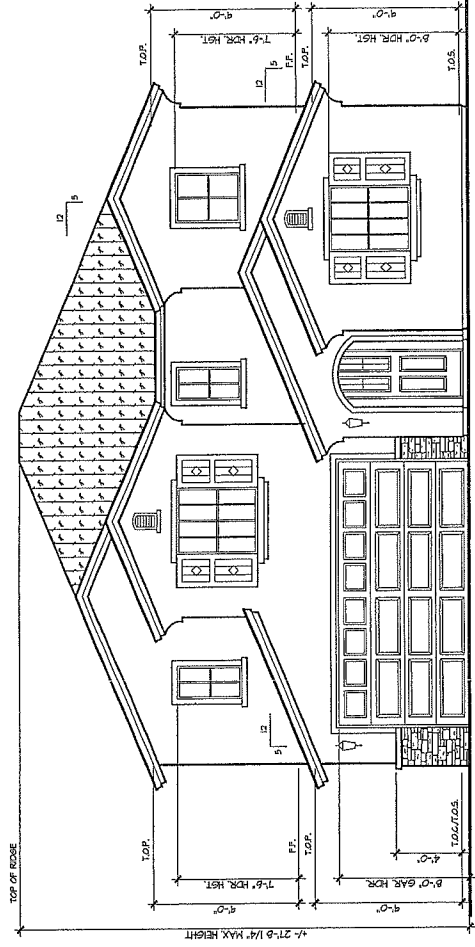 TOP OF RIDGE
+/- 27'-8 1/4" MAX. HEIGHT
T.O.P.
9'-0"
7'-6" HDR. HGT.
F.F.
T.O.P.
9'-0"
8'-0" GAR. HDR.
4'-0"
T.O.C./T.O.S.
12
5
12
5
12
5
T.O.P.
9'-0"
7'-6" HDR. HGT.
F.F.
T.O.P.
9'-0"
8'-0" HDR. HGT.
T.O.S.